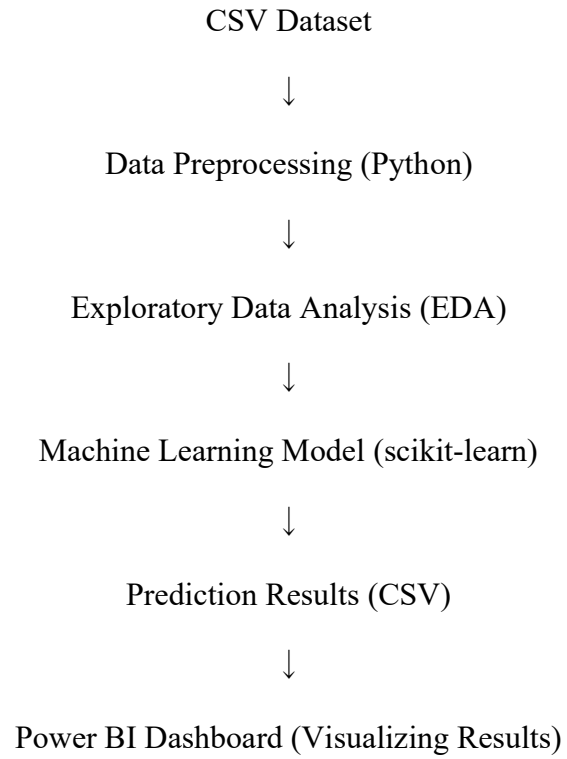 CSV Dataset
↓
Data Preprocessing (Python)
↓
Exploratory Data Analysis (EDA)
↓
Machine Learning Model (scikit-learn)
↓
Prediction Results (CSV)
↓
Power BI Dashboard (Visualizing Results)